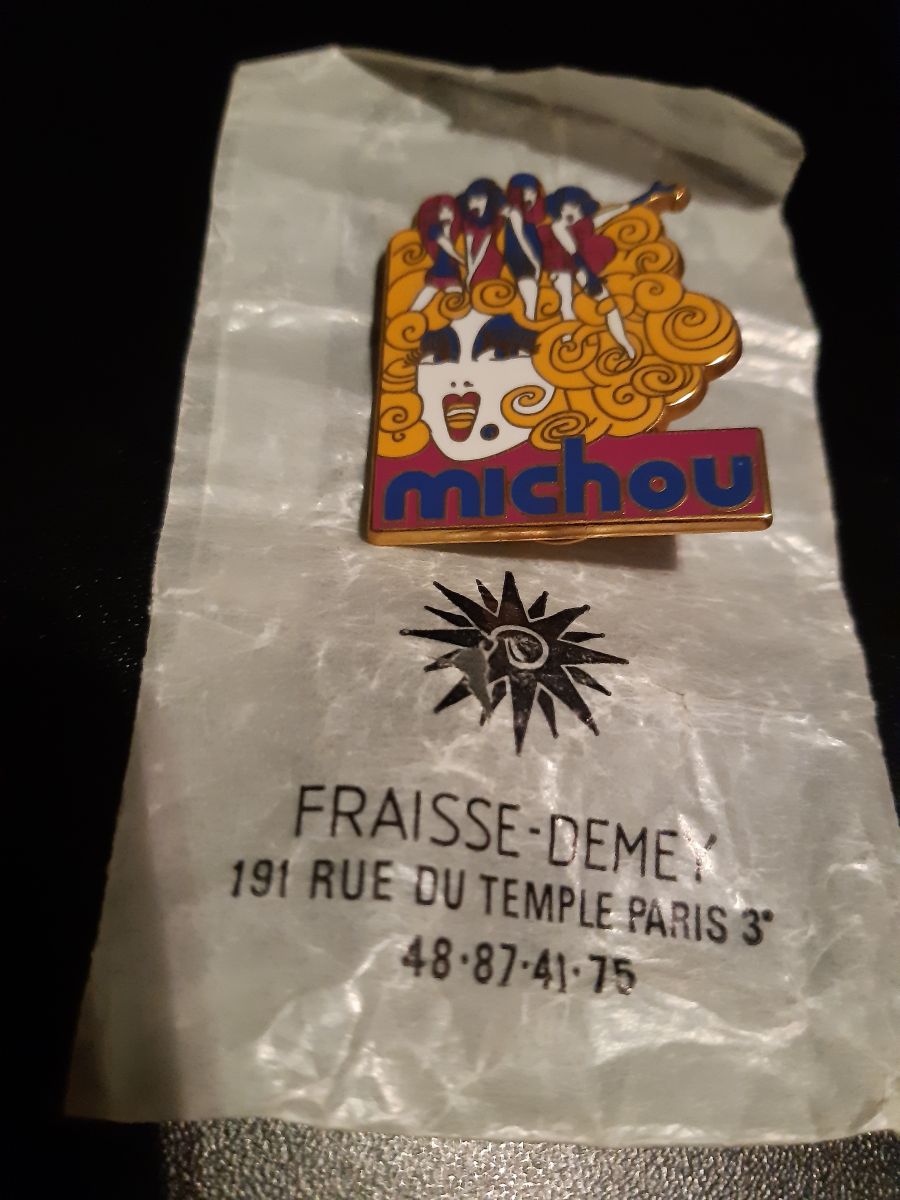 michou
FRAISSE-DEMEY
191 RUE DU TEMPLE PARIS 3e
48·87·41·75